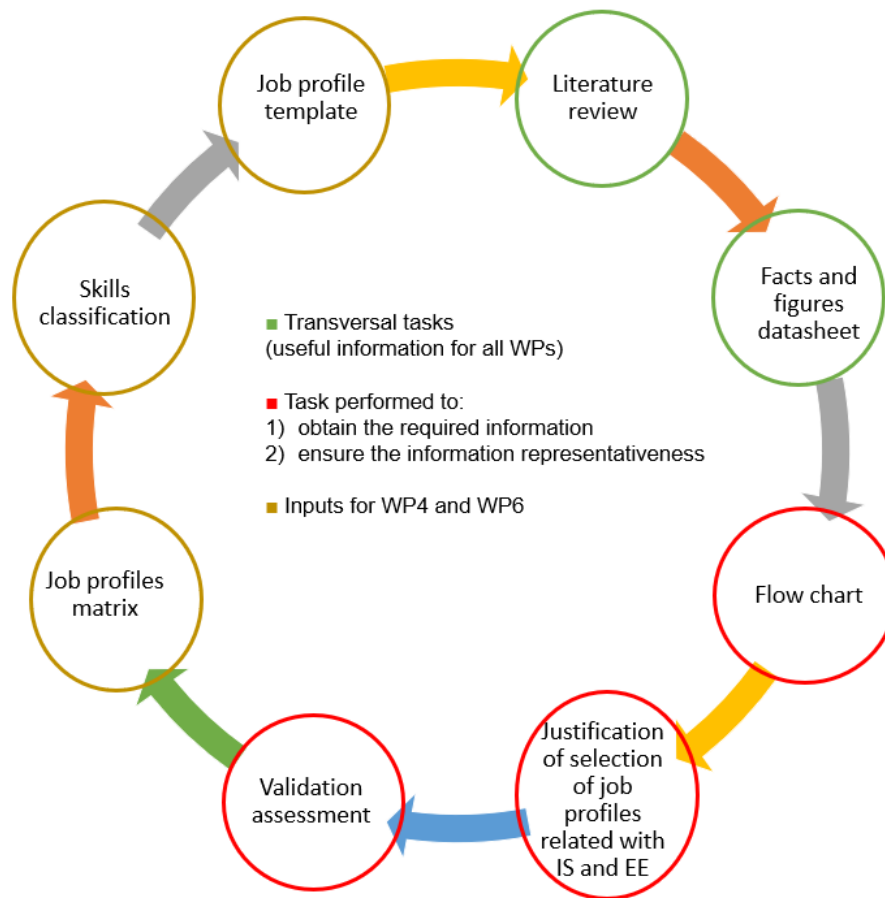 Job profile
template
Literature
review
Facts and
figures
datasheet
Flow chart
Justification
of selection
of job
profiles
related with
IS and EE
Validation
assessment
Job profiles
matrix
Skills
classification
Transversal tasks
(useful information for all WPs)
Task performed to:
1) obtain the required information
2) ensure the information representativeness
Inputs for WP4 and WP6